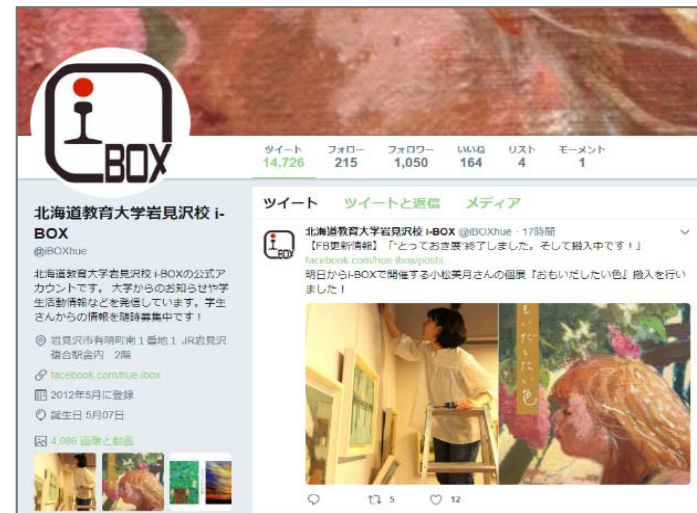 i BOX
ツイート フォロー フォロワー いいね リスト モーメント
14,726 215 1,050 164 4 1
北海道教育大学岩見沢校 i-
BOX
@iBOXhue
北海道教育大学岩見沢校 i-BOXの公式ア
カウントです。 大学からのお知らせや学
生活動情報などを発信しています。学生
さんからの情報を随時募集中です！
岩見沢市有明町南１番地１ JR岩見沢
複合駅舎内　2階
facebook.com/hue.ibox
2012年5月に登録
誕生日 5月07日
4,086 画像と動画
ツイート ツイートと返信 メディア
北海道教育大学岩見沢校 i-BOX @iBOXhue · 17時間
【FB更新情報】「“とっておき展”終了しました。そして搬入中です！」
facebook.com/hue.ibox/posts...
明日からi-BOXで開催する小松美月さんの個展『おもいだしたい色』搬入を行い
ました！
もいだしたい色
5 12